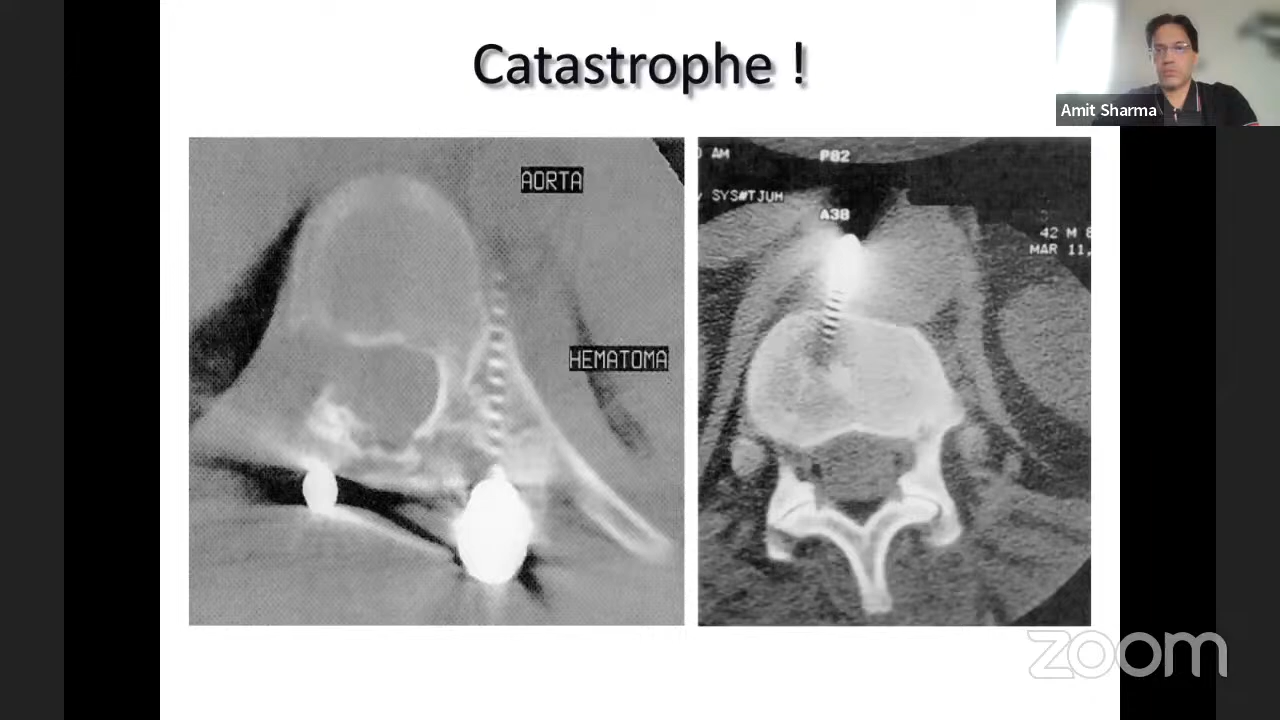 Catastrophe !
Amit Sharma
AORTA
HEMATOMA
AM
P82
SYS#TJUH
A38
42 M
MAR 11,
zoom